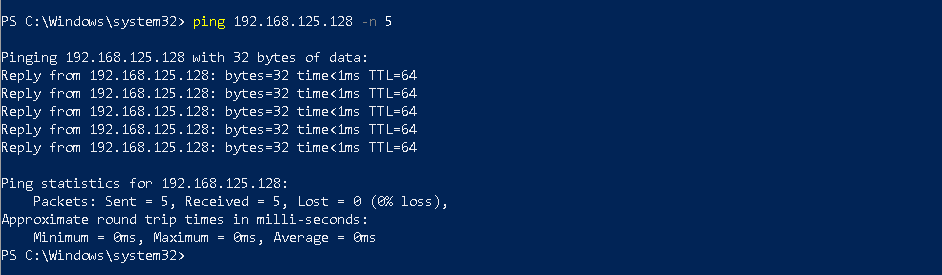 PS C:\Windows\system32> ping 192.168.125.128 -n 5
Pinging 192.168.125.128 with 32 bytes of data:
Reply from 192.168.125.128: bytes=32 time<1ms TTL=64
Reply from 192.168.125.128: bytes=32 time<1ms TTL=64
Reply from 192.168.125.128: bytes=32 time<1ms TTL=64
Reply from 192.168.125.128: bytes=32 time<1ms TTL=64
Reply from 192.168.125.128: bytes=32 time<1ms TTL=64
Ping statistics for 192.168.125.128:
    Packets: Sent = 5, Received = 5, Lost = 0 (0% loss),
Approximate round trip times in milli-seconds:
    Minimum = 0ms, Maximum = 0ms, Average = 0ms
PS C:\Windows\system32>